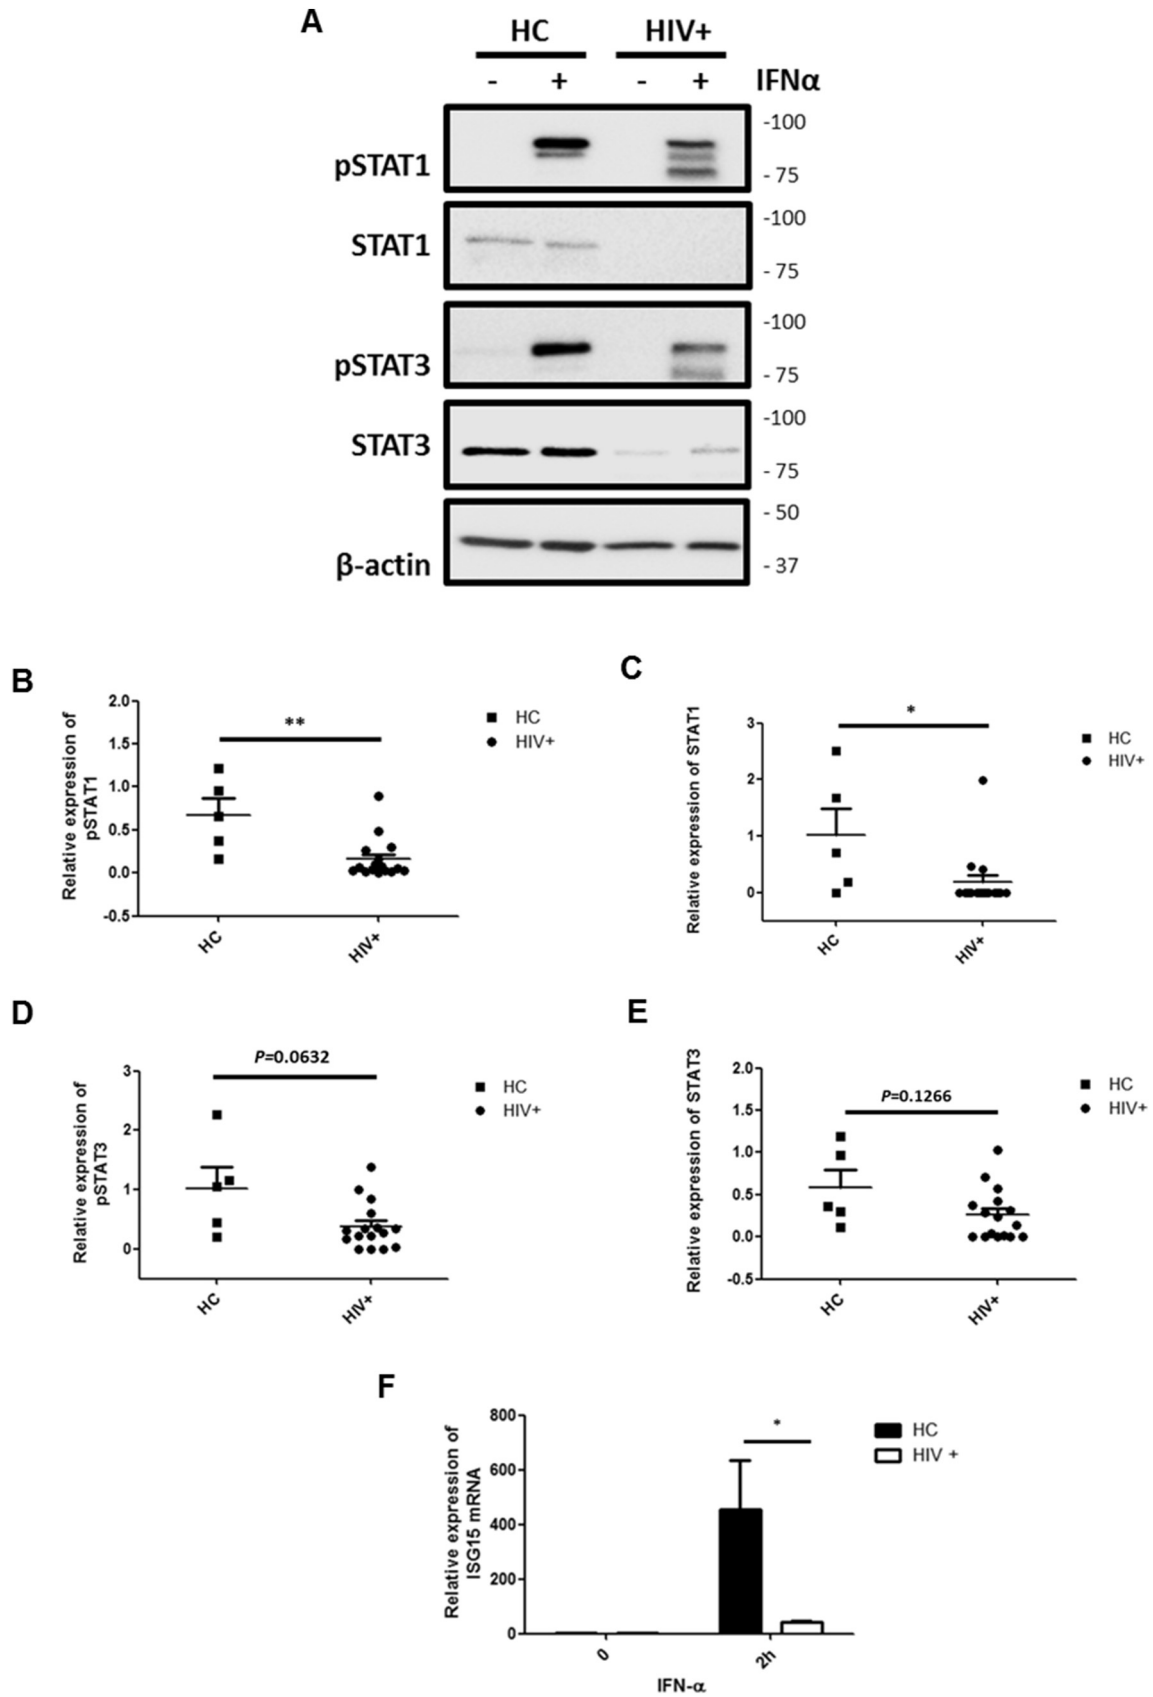 A
HC HIV+
- + - + IFNα
pSTAT1
-100
- 75
STAT1
-100
- 75
pSTAT3
-100
- 75
STAT3
-100
- 75
β-actin
- 50
- 37
B
Relative expression of
pSTAT1
2.0
1.5
1.0
0.5
0.0
-0.5
**
HC
HIV+
HC
HIV+
C
Relative expression of STAT1
3
2
1
0
*
HC
HIV+
HC
HIV+
D
Relative expression of
pSTAT3
3
2
1
0
P=0.0632
HC
HIV+
HC
HIV+
E
Relative expression of STAT3
2.0
1.5
1.0
0.5
0.0
-0.5
P=0.1266
HC
HIV+
HC
HIV+
F
Relative expression of
ISG15 mRNA
800
600
400
200
0
*
HC
HIV +
0
2h
IFN-α